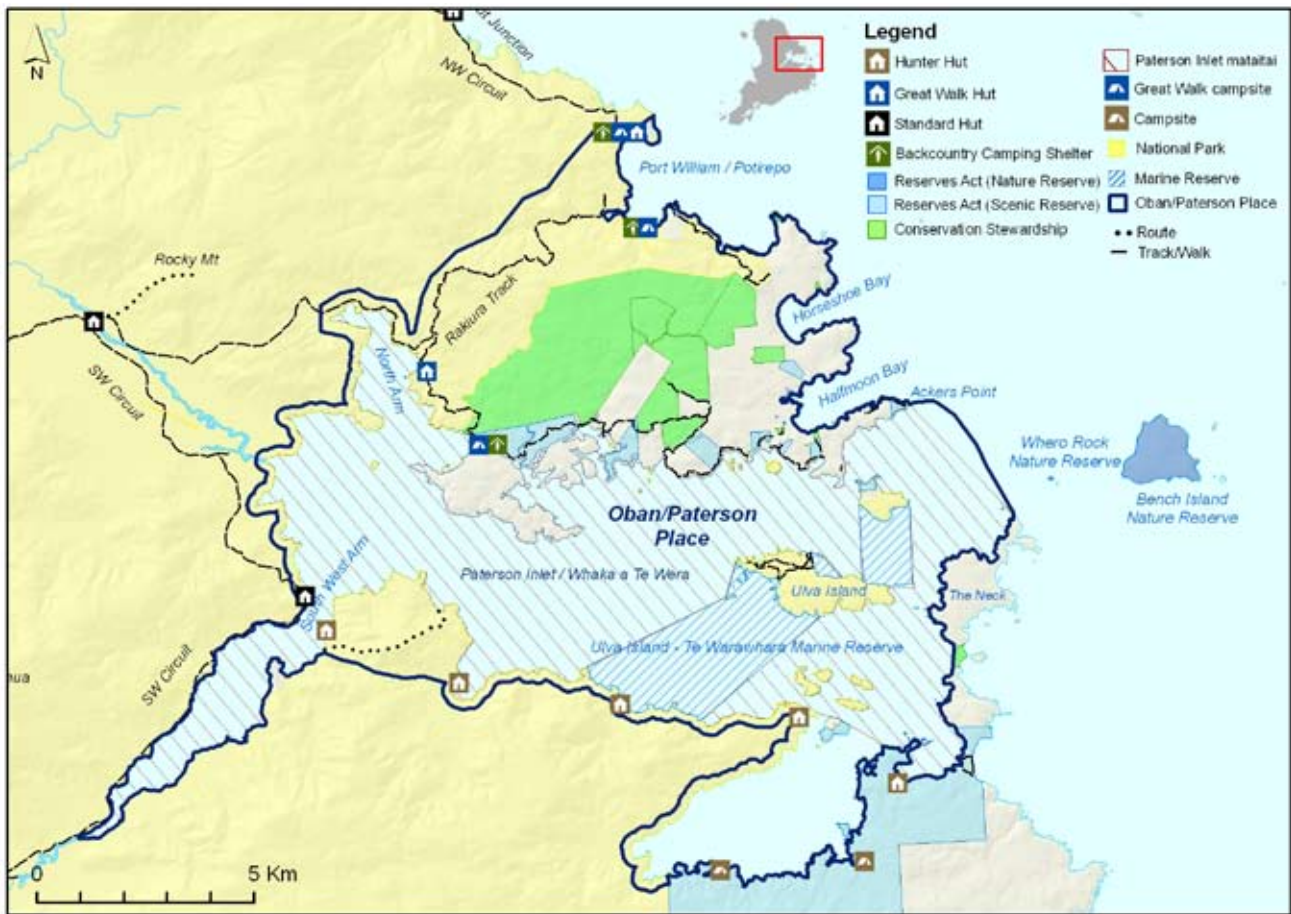 ut Junction
N
NW Circuit
Legend
Hunter Hut
Great Walk Hut
Standard Hut
Backcountry Camping Shelter
Reserves Act (Nature Reserve)
Reserves Act (Scenic Reserve)
Conservation Stewardship
Paterson Inlet mataitai
Great Walk campsite
Campsite
National Park
Marine Reserve
Oban/Paterson Place
Route
Track/Walk
Port William / Potirepo
Rocky Mt
Rakiura Track
Horseshoe Bay
North Arm
SW Circuit
Halfmoon Bay
Ackers Point
Whero Rock
Nature Reserve
Bench Island
Nature Reserve
Oban/Paterson
Place
Paterson Inlet / Whaka a Te Wera
South West Arm
Ulva Island
The Neck
Ulva Island - Te Warawhara Marine Reserve
SW Circuit
ua
0
5 Km